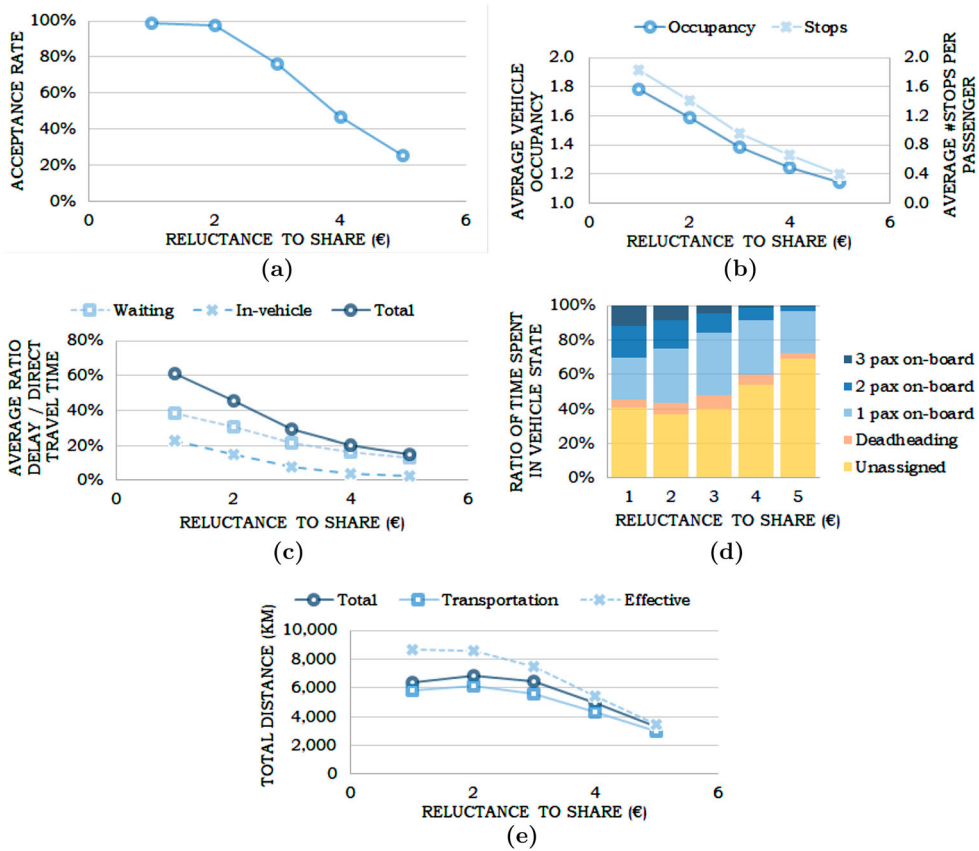 100%
80%
60%
40%
20%
0%
0 2 4 6
ACCEPTANCE RATE
RELUCTANCE TO SHARE (€)
(a)
Occupancy Stops
2.0
1.8
1.6
1.4
1.2
1.0
2.0
1.6
1.2
0.8
0.4
0.0
0 2 4 6
AVERAGE VEHICLE
OCCUPANCY
AVERAGE #STOPS PER
PASSENGER
RELUCTANCE TO SHARE (€)
(b)
Waiting In-vehicle Total
80%
60%
40%
20%
0%
0 2 4 6
AVERAGE RATIO
DELAY / DIRECT
TRAVEL TIME
RELUCTANCE TO SHARE (€)
(c)
100%
80%
60%
40%
20%
0%
1 2 3 4 5
RATIO OF TIME SPENT
IN VEHICLE STATE
RELUCTANCE TO SHARE (€)
3 pax on-board
2 pax on-board
1 pax on-board
Deadheading
Unassigned
(d)
Total Transportation Effective
10,000
8,000
6,000
4,000
2,000
0
0 2 4 6
TOTAL DISTANCE (KM)
RELUCTANCE TO SHARE (€)
(e)